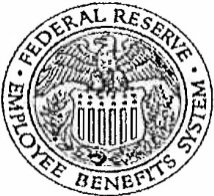 FEDERAL RESERVE
EMPLOYEE BENEFITS SYSTEM